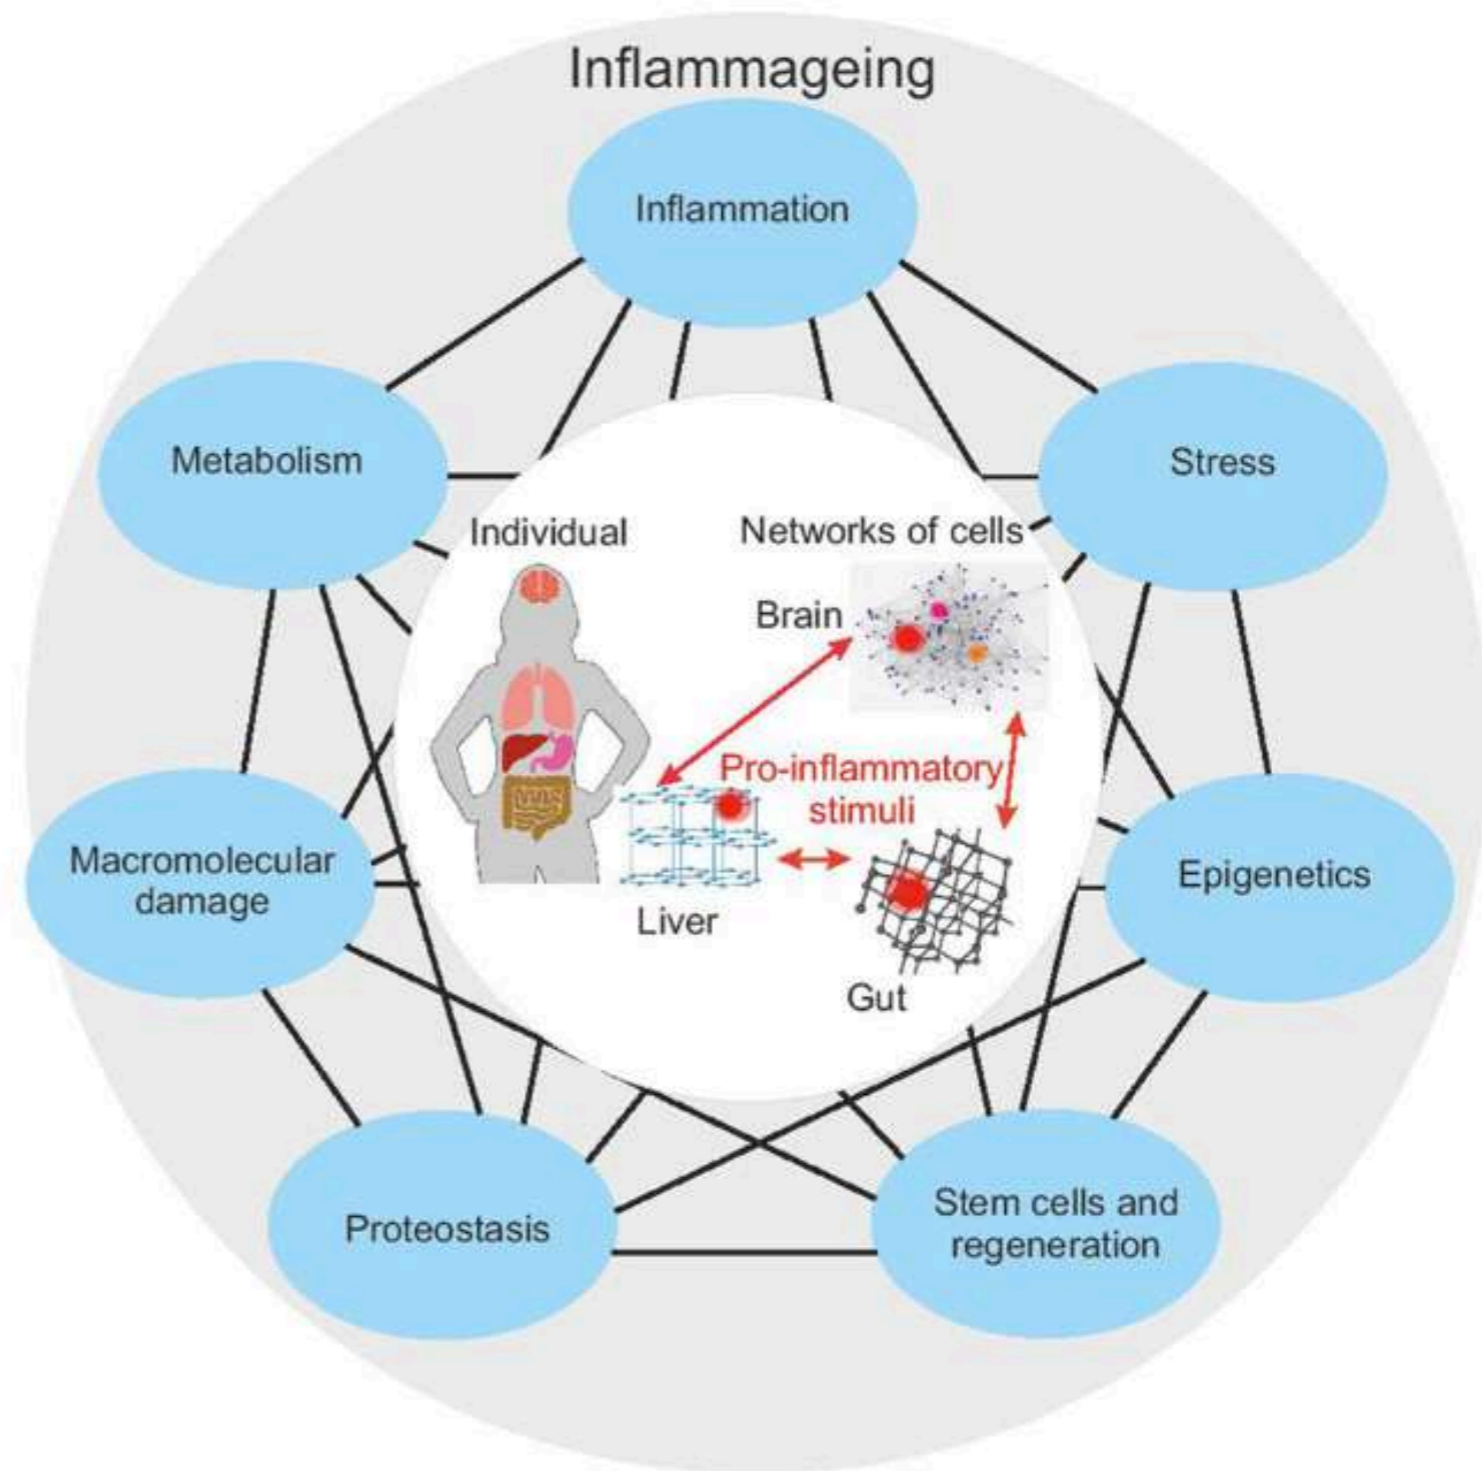 Inflammageing
Inflammation
Metabolism
Stress
Individual
Networks of cells
Brain
Pro-inflammatory
stimuli
Macromolecular
damage
Epigenetics
Liver
Gut
Proteostasis
Stem cells and
regeneration